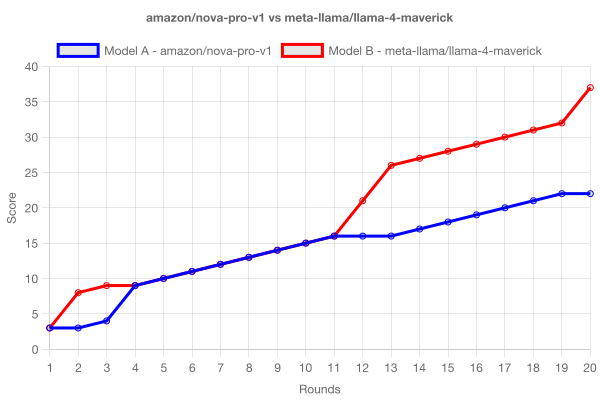 amazon/nova-pro-v1 vs meta-llama/llama-4-maverick
Model A - amazon/nova-pro-v1 Model B - meta-llama/llama-4-maverick
40
35
30
25
20
15
10
5
0
Score
1 2 3 4 5 6 7 8 9 10 11 12 13 14 15 16 17 18 19 20
Rounds